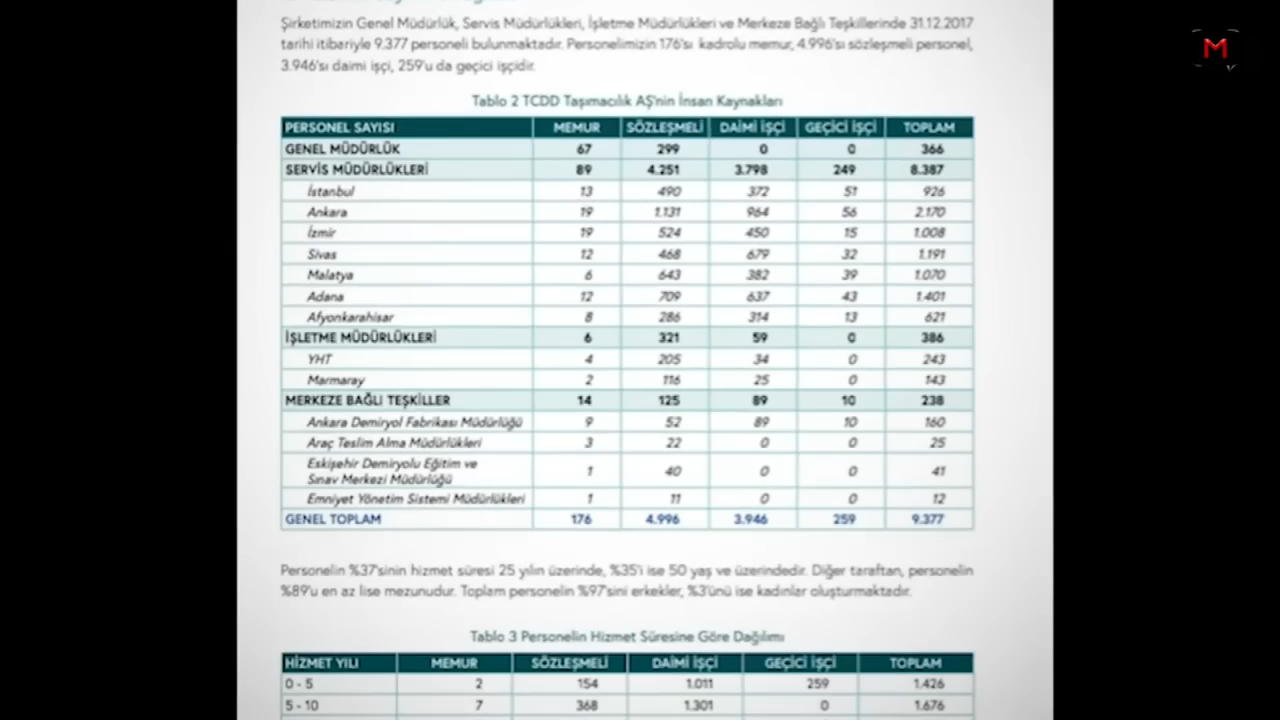 Şirketimizin Genel Müdürlük, Servis Müdürlükleri, İşletme Müdürlükleri ve Merkeze Bağlı Teşkillerinde 31.12.2017
tarihi itibariyle 9.377 personeli bulunmaktadır. Personelimizin 176'sı kadrolu memur, 4.996'sı sözleşmeli personel,
3.946'sı daimi işçi, 259'u da geçici işçidir.
M
Tablo 2 TCDD Taşımacılık AŞ'nin İnsan Kaynakları
PERSONEL SAYISI MEMUR SÖZLEŞMELİ DAİMİ İŞÇİ GEÇİCİ İŞÇİ TOPLAM
GENEL MÜDÜRLÜK 67 299 0 0 366
SERVİS MÜDÜRLÜKLERİ 89 4.251 3.798 249 8.387
İstanbul 13 490 372 51 926
Ankara 19 1.131 964 56 2.170
İzmir 19 524 450 15 1.008
Sivas 12 468 679 32 1.191
Malatya 6 643 382 39 1.070
Adana 12 709 637 43 1.401
Afyonkarahisar 8 286 314 13 621
İŞLETME MÜDÜRLÜKLERİ 6 321 59 0 386
YHT 4 205 34 0 243
Marmaray 2 116 25 0 143
MERKEZE BAĞLI TEŞKİLLER 14 125 89 10 238
Ankara Demiryol Fabrikası Müdürlüğü 9 52 89 10 160
Araç Teslim Alma Müdürlükleri 3 22 0 0 25
Eskişehir Demiryolu Eğitim ve
Sınav Merkezi Müdürlüğü 1 40 0 0 41
Emniyet Yönetim Sistemi Müdürlükleri 1 11 0 0 12
GENEL TOPLAM 176 4.996 3.946 259 9.377
Personelin %37'sinin hizmet süresi 25 yılın üzerinde, %35'i ise 50 yaş ve üzerindedir. Diğer taraftan, personelin
%89'u en az lise mezunudur. Toplam personelin %97'sini erkekler, %3'ünü ise kadınlar oluşturmaktadır.
Tablo 3 Personelin Hizmet Süresine Göre Dağılımı
HİZMET YILI MEMUR SÖZLEŞMELİ DAİMİ İŞÇİ GEÇİCİ İŞÇİ TOPLAM
0 - 5 2 154 1.011 259 1.426
5 - 10 7 368 1.301 0 1.676